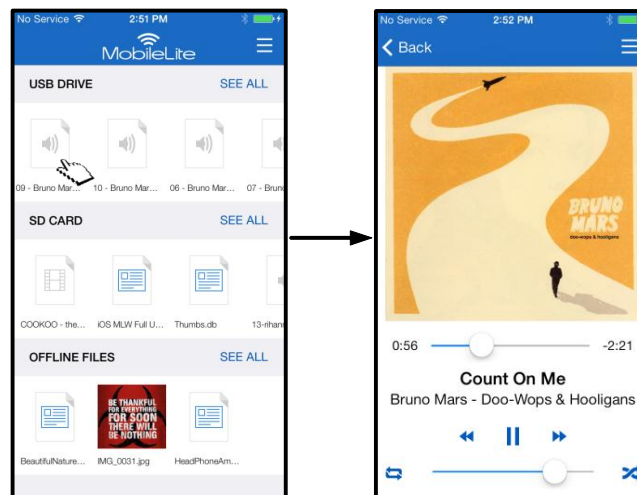 No Service 2:51 PM
MobileLite
USB DRIVE SEE ALL
09 - Bruno Mar... 10 - Bruno Mar... 06 - Bruno Mar... 07 - Brun
SD CARD SEE ALL
COOKOO - the... iOS MLW Full U... Thumbs.db 13-rihann
OFFLINE FILES SEE ALL
BE THANKFUL
FOR EVERYTHING
FOR SOON
THERE WILL
BE NOTHING
BeautifulNature... IMG_0031.jpg HeadPhoneAm...
No Service 2:52 PM
Back
BRUNO
MARS
doo-wops & hooligans
0:56 -2:21
Count On Me
Bruno Mars - Doo-Wops & Hooligans